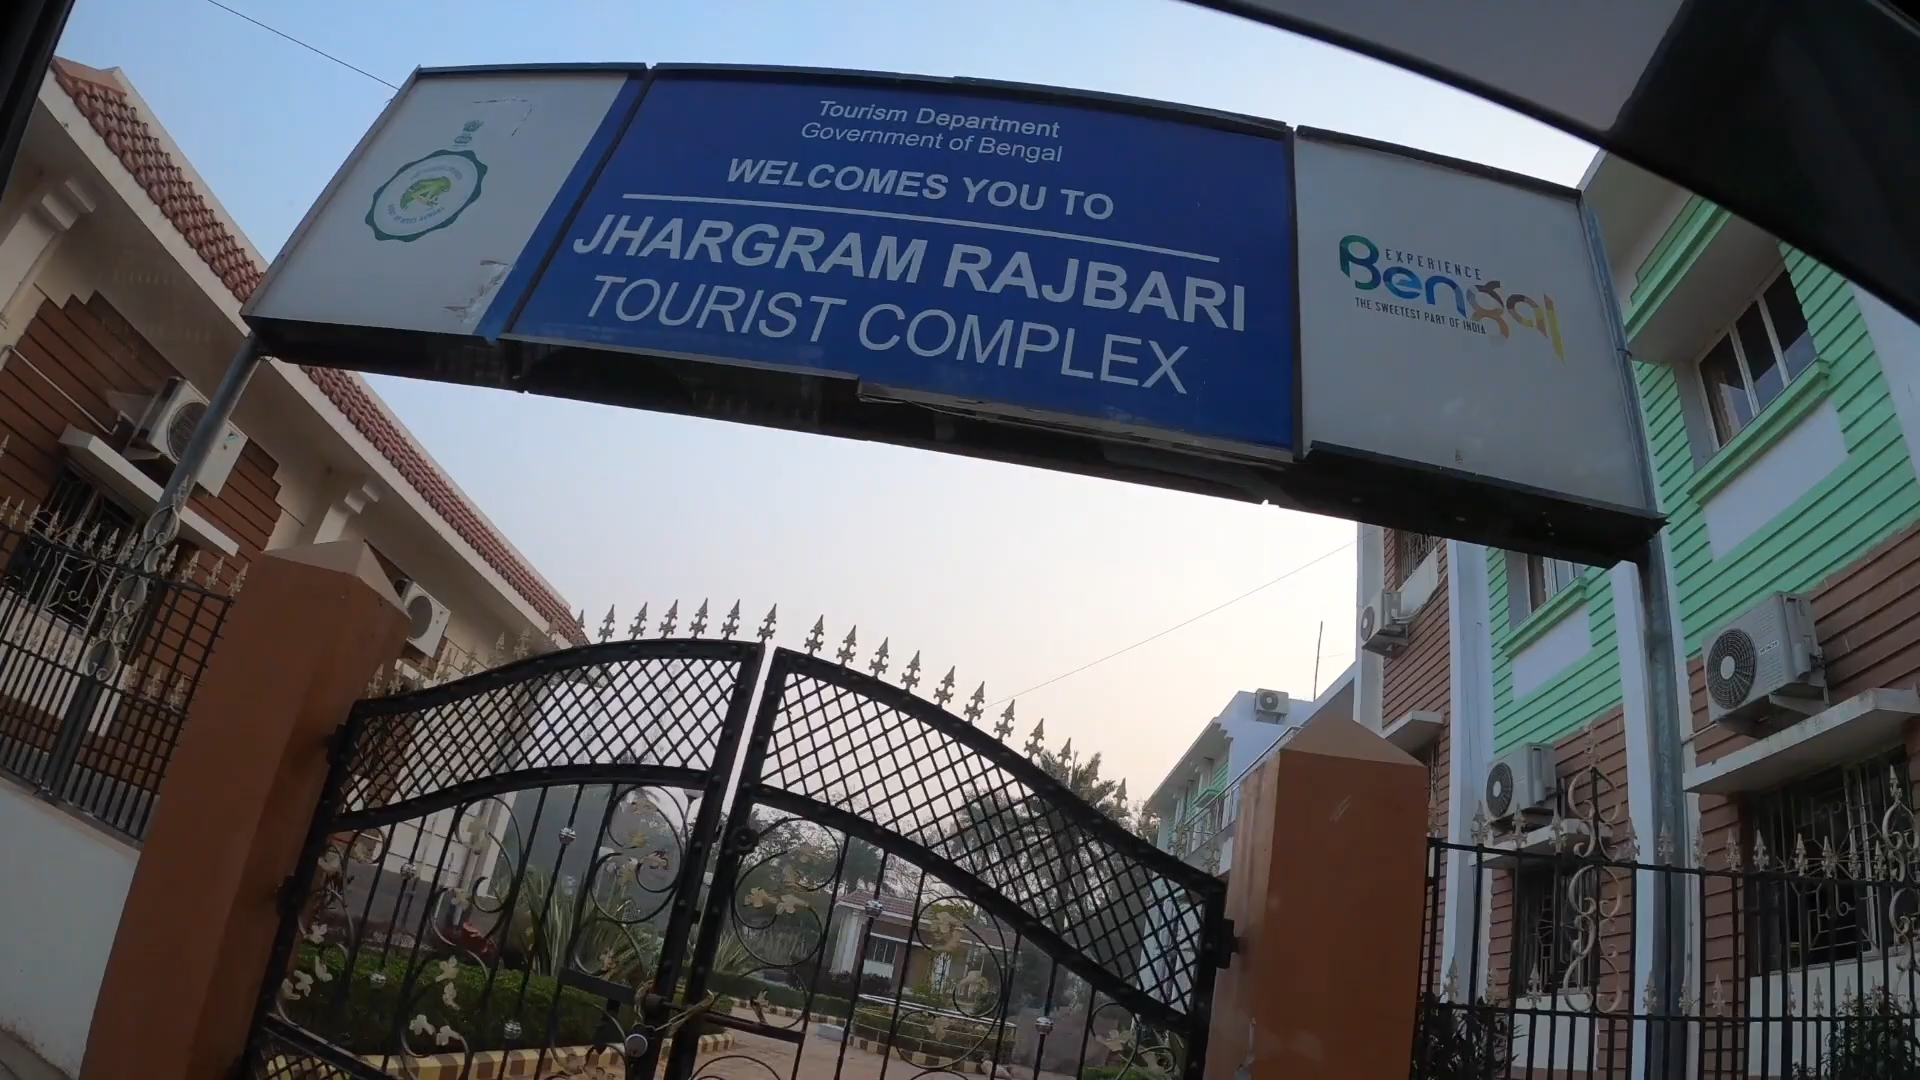 Tourism Department
Government of Bengal
WELCOMES YOU TO
JHARGRAM RAJBARI
TOURIST COMPLEX
EXPERIENCE
Bengal
THE SWEETEST PART OF INDIA